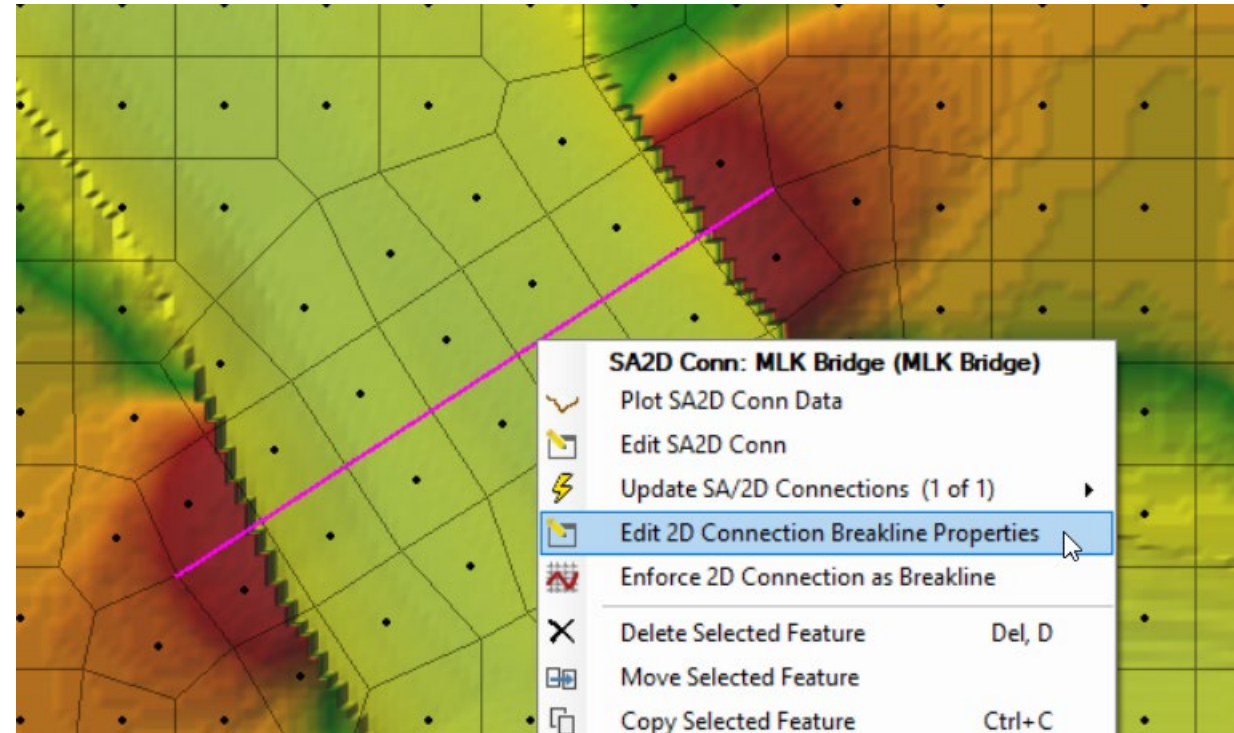 SA2D Conn: MLK Bridge (MLK Bridge)
Plot SA2D Conn Data
Edit SA2D Conn
Update SA/2D Connections (1 of 1)
Edit 2D Connection Breakline Properties
Enforce 2D Connection as Breakline
Delete Selected Feature Del, D
Move Selected Feature
Copy Selected Feature Ctrl+C